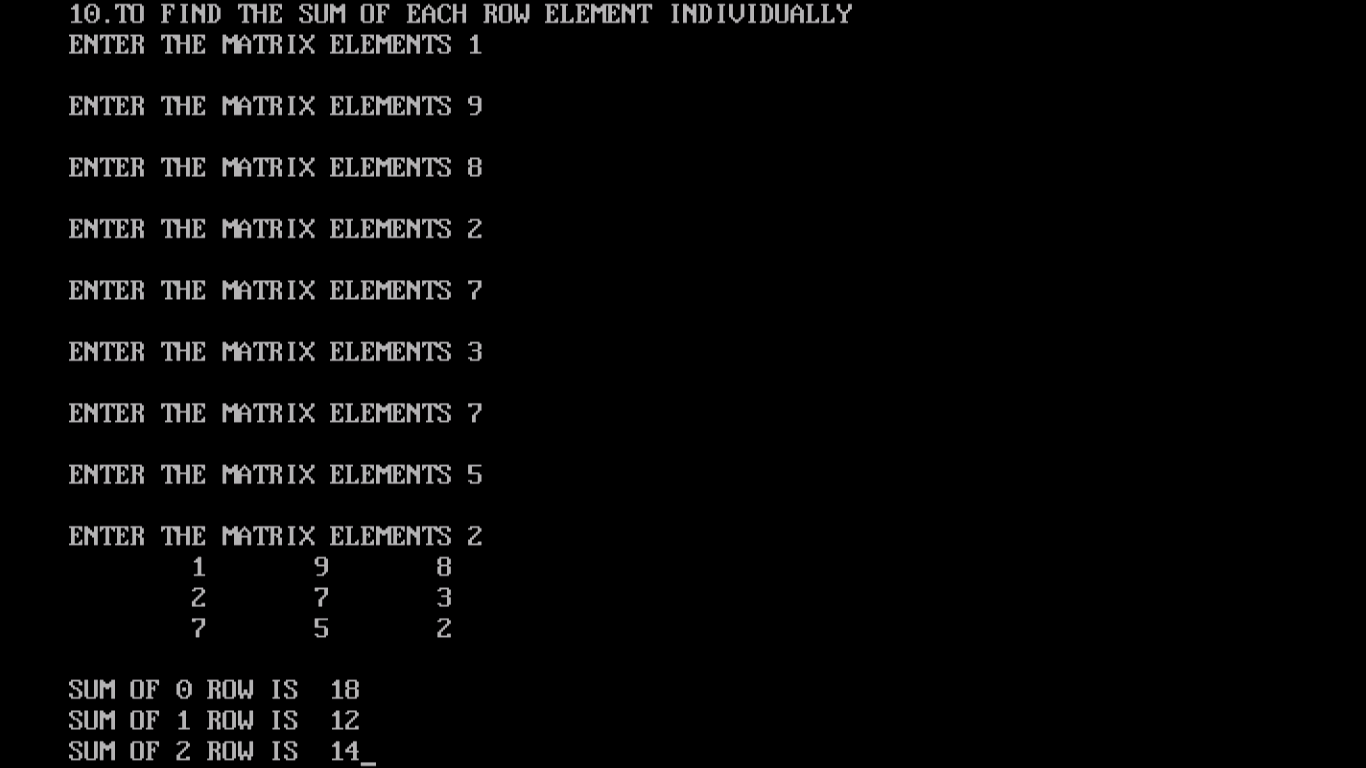 10.TO FIND THE SUM OF EACH ROW ELEMENT INDIVIDUALLY
ENTER THE MATRIX ELEMENTS 1
ENTER THE MATRIX ELEMENTS 9
ENTER THE MATRIX ELEMENTS 8
ENTER THE MATRIX ELEMENTS 2
ENTER THE MATRIX ELEMENTS 7
ENTER THE MATRIX ELEMENTS 3
ENTER THE MATRIX ELEMENTS 7
ENTER THE MATRIX ELEMENTS 5
ENTER THE MATRIX ELEMENTS 2
1 9 8
2 7 3
7 5 2
SUM OF 0 ROW IS 18
SUM OF 1 ROW IS 12
SUM OF 2 ROW IS 14_